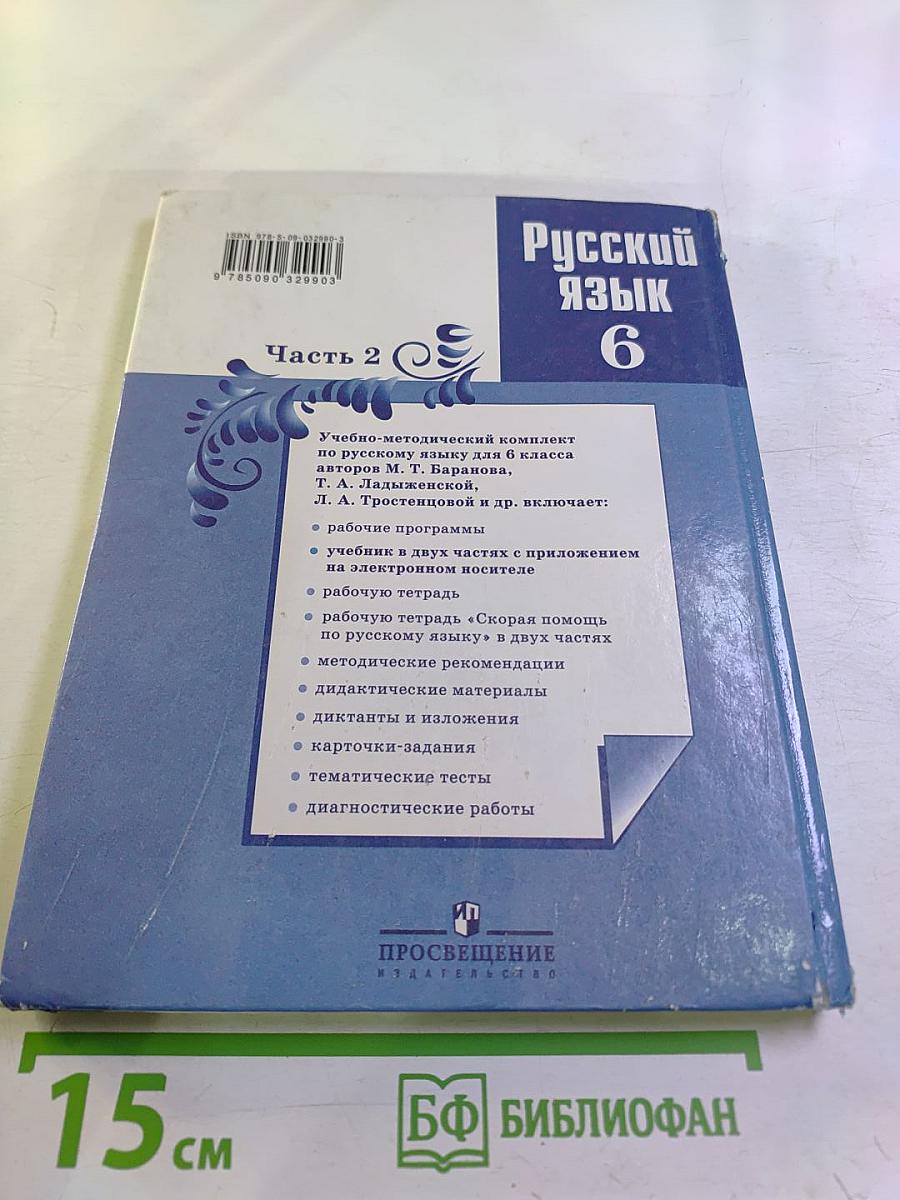 ISBN 978-5-09-032990-3
9 785090 329903
Русский
язык
6
Часть 2
Учебно-методический комплект
по русскому языку для 6 класса
авторов М. Т. Баранова,
Т. А. Ладыженской,
Л. А. Тростенцовой и др. включает:
• рабочие программы
• учебник в двух частях с приложением
на электронном носителе
• рабочую тетрадь
• рабочую тетрадь «Скорая помощь
по русскому языку» в двух частях
• методические рекомендации
• дидактические материалы
• диктанты и изложения
• карточки-задания
• тематические тесты
• диагностические работы
ПРОСВЕЩЕНИЕ
ИЗДАТЕЛЬСТВО
15 см
БФ БИБЛИОФАН